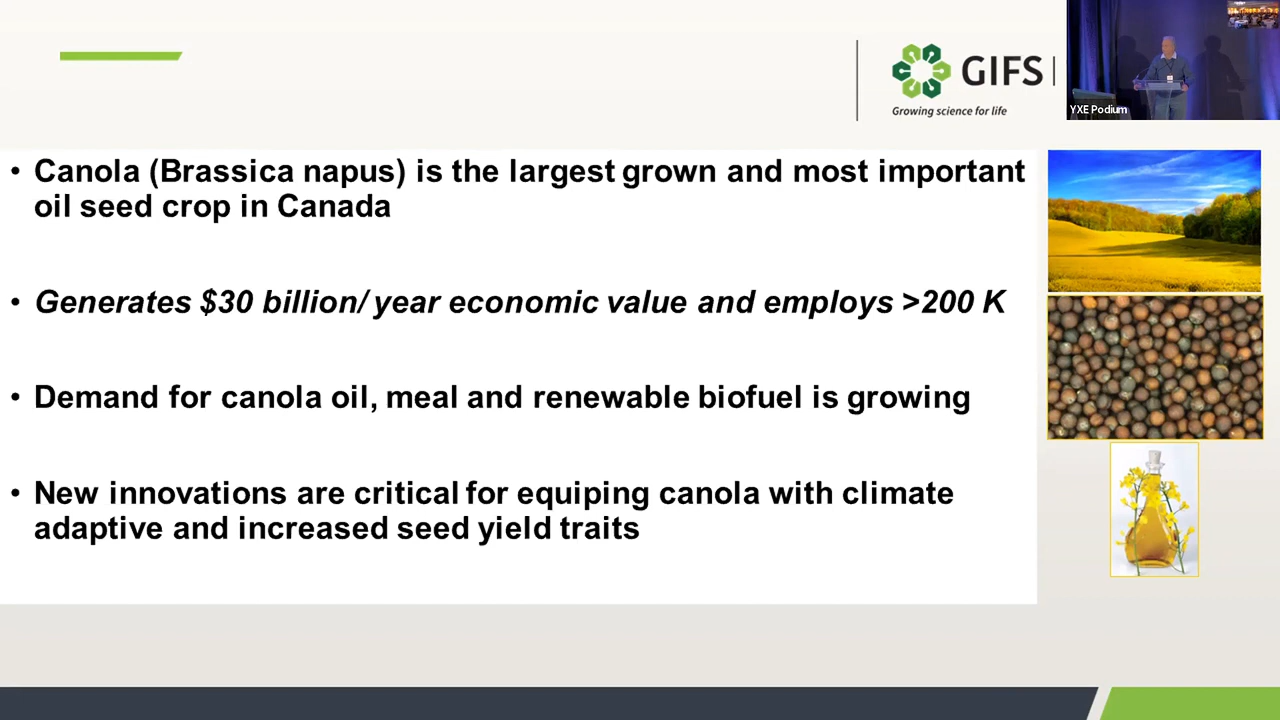 GIFS
Growing science for life
YXE Podium
• Canola (Brassica napus) is the largest grown and most important
oil seed crop in Canada
• Generates $30 billion/ year economic value and employs >200 K
• Demand for canola oil, meal and renewable biofuel is growing
• New innovations are critical for equiping canola with climate
adaptive and increased seed yield traits